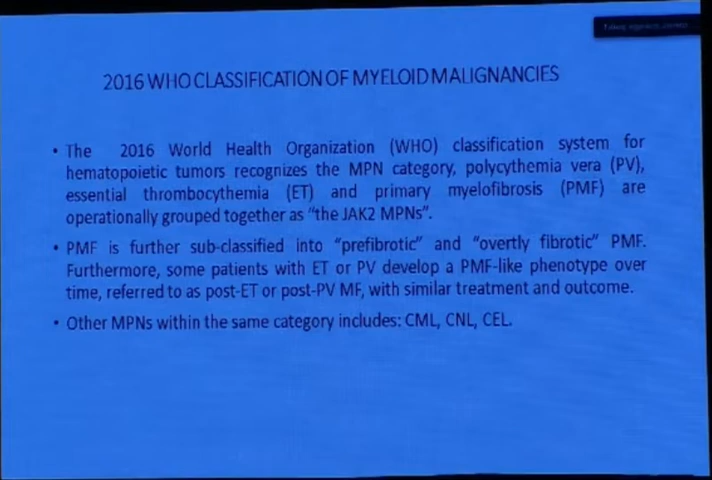 2016 WHO CLASSIFICATION OF MYELOID MALIGNANCIES
• The 2016 World Health Organization (WHO) classification system for
hematopoietic tumors recognizes the MPN category, polycythemia vera (PV),
essential thrombocythemia (ET) and primary myelofibrosis (PMF) are
operationally grouped together as "the JAK2 MPNs".
• PMF is further sub-classified into "prefibrotic" and "overtly fibrotic" PMF.
Furthermore, some patients with ET or PV develop a PMF-like phenotype over
time, referred to as post-ET or post-PV MF, with similar treatment and outcome.
• Other MPNs within the same category includes: CML, CNL, CEL.